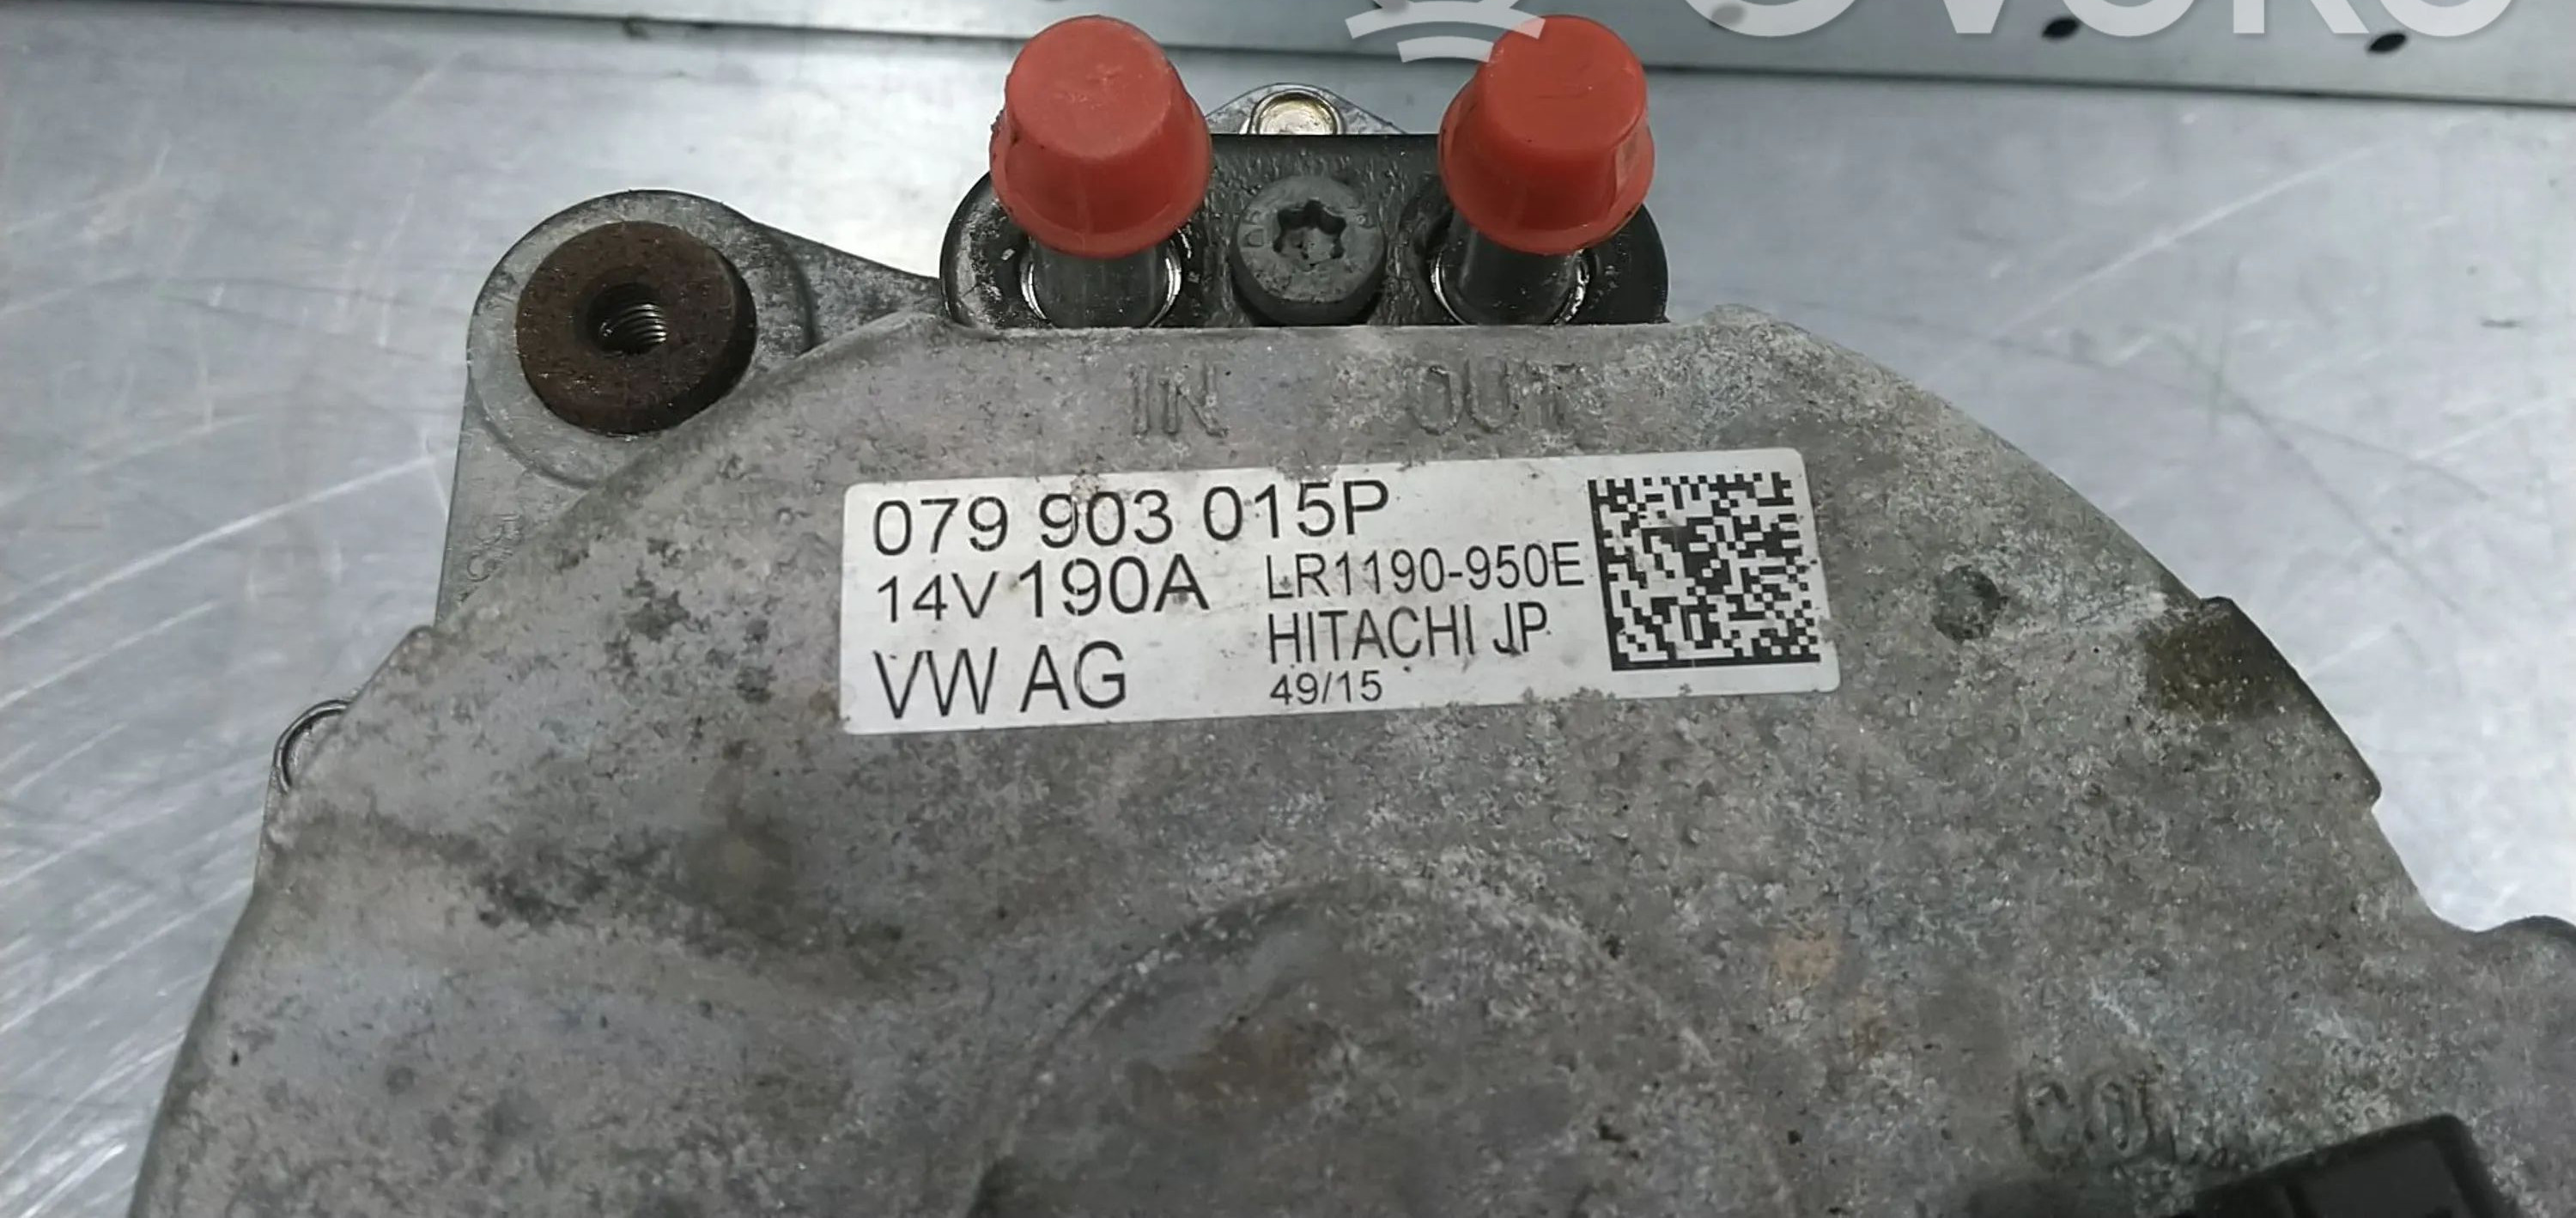 IN OUT
079 903 015P
14V 190A LR1190-950E
HITACHI JP
VW AG
49/15